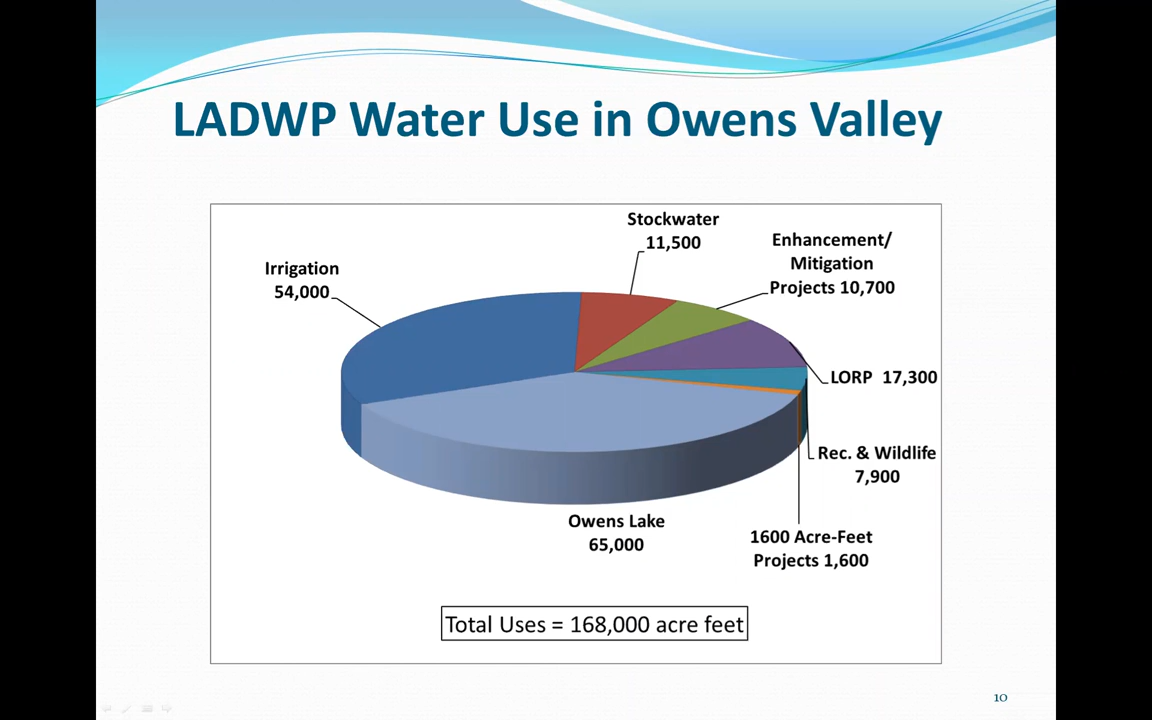 LADWP Water Use in Owens Valley
Stockwater
11,500
Enhancement/
Mitigation
Projects 10,700
Irrigation
54,000
LORP 17,300
Rec. & Wildlife
7,900
Owens Lake
65,000
1600 Acre-Feet
Projects 1,600
Total Uses = 168,000 acre feet
10